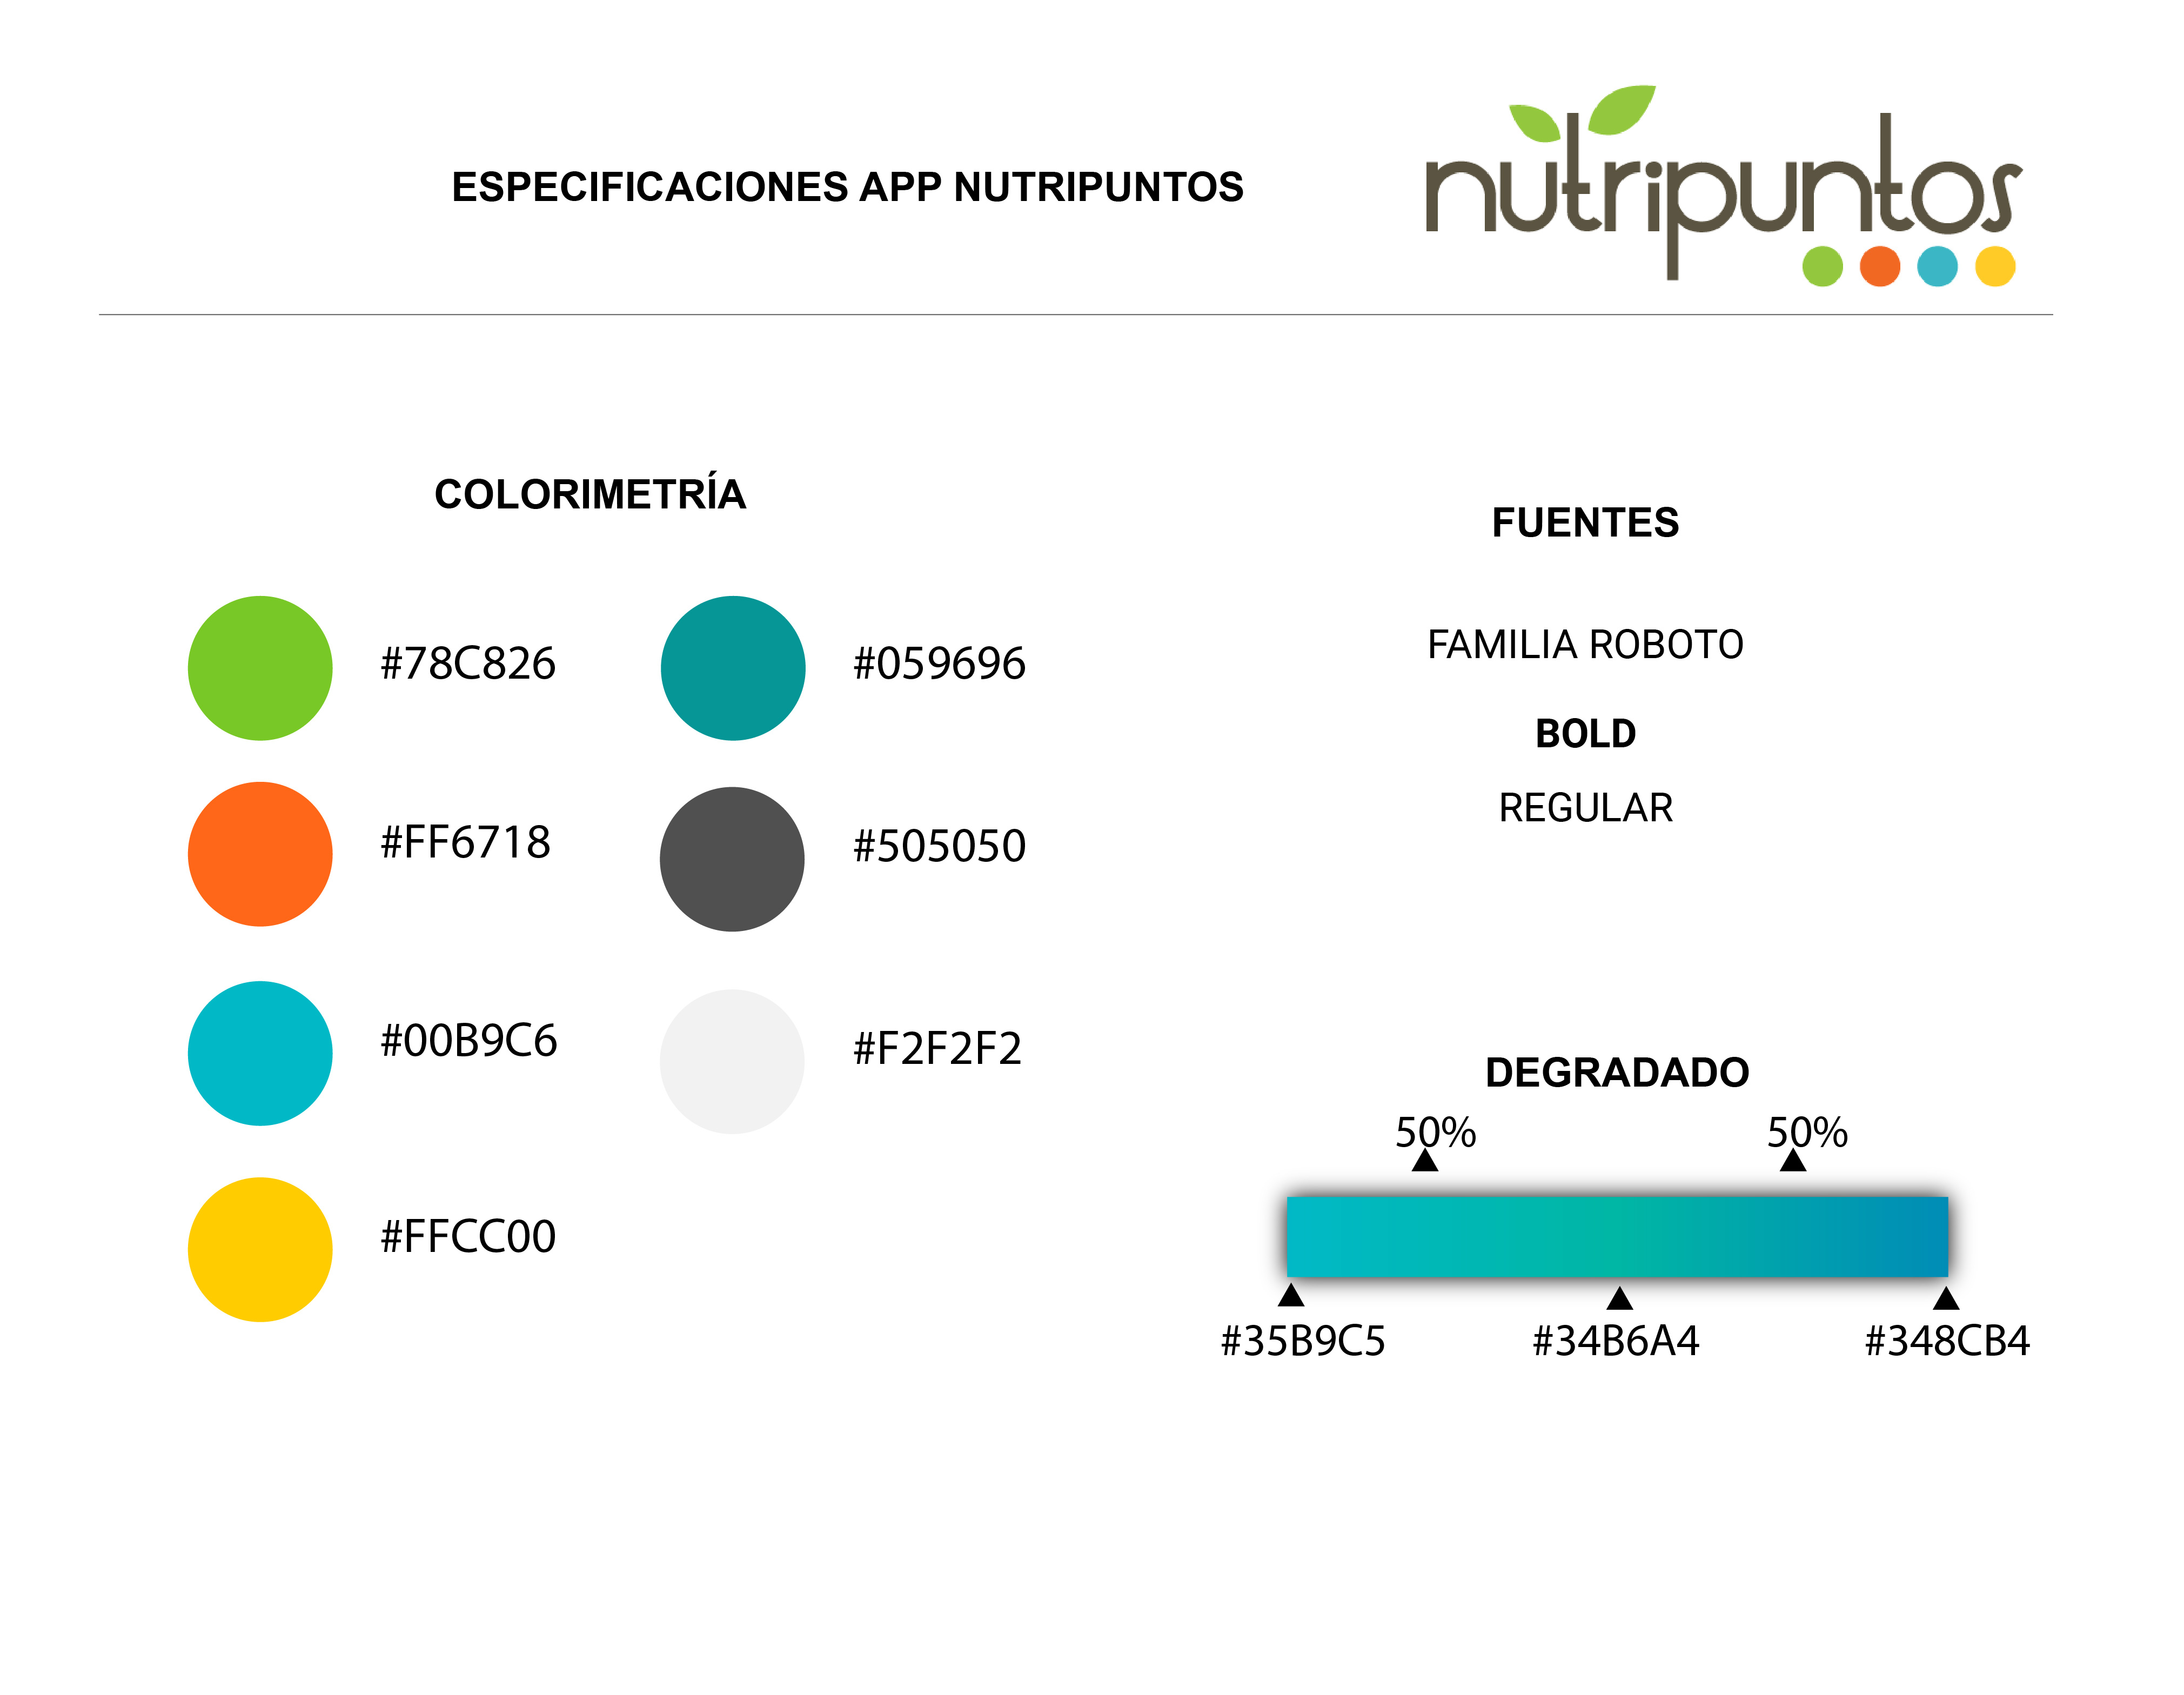 ESPECIFICACIONES APP NUTRIPUNTOS
nutripuntos
COLORIMETRÍA
#78C826
#059696
#FF6718
#505050
#00B9C6
#F2F2F2
#FFCC00
FUENTES
FAMILIA ROBOTO
BOLD
REGULAR
DEGRADADO
50% 50%
#35B9C5 #34B6A4 #348CB4